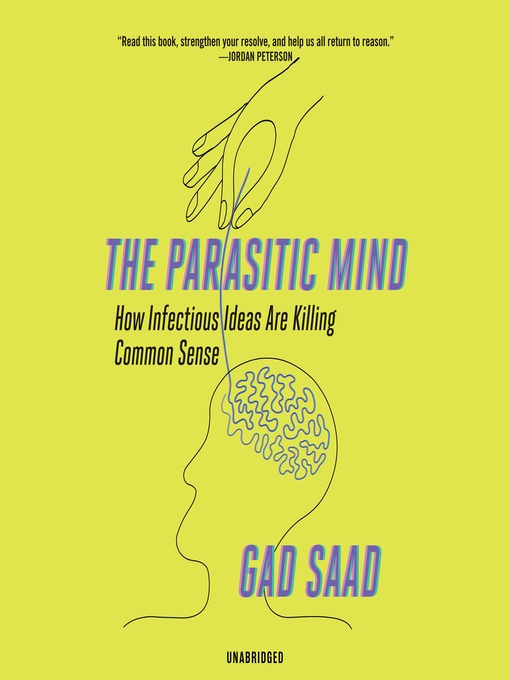 “Read this book, strengthen your resolve, and help us all return to reason.”
—JORDAN PETERSON
THE PARASITIC MIND
How Infectious Ideas Are Killing
Common Sense
GAD SAAD
UNABRIDGED